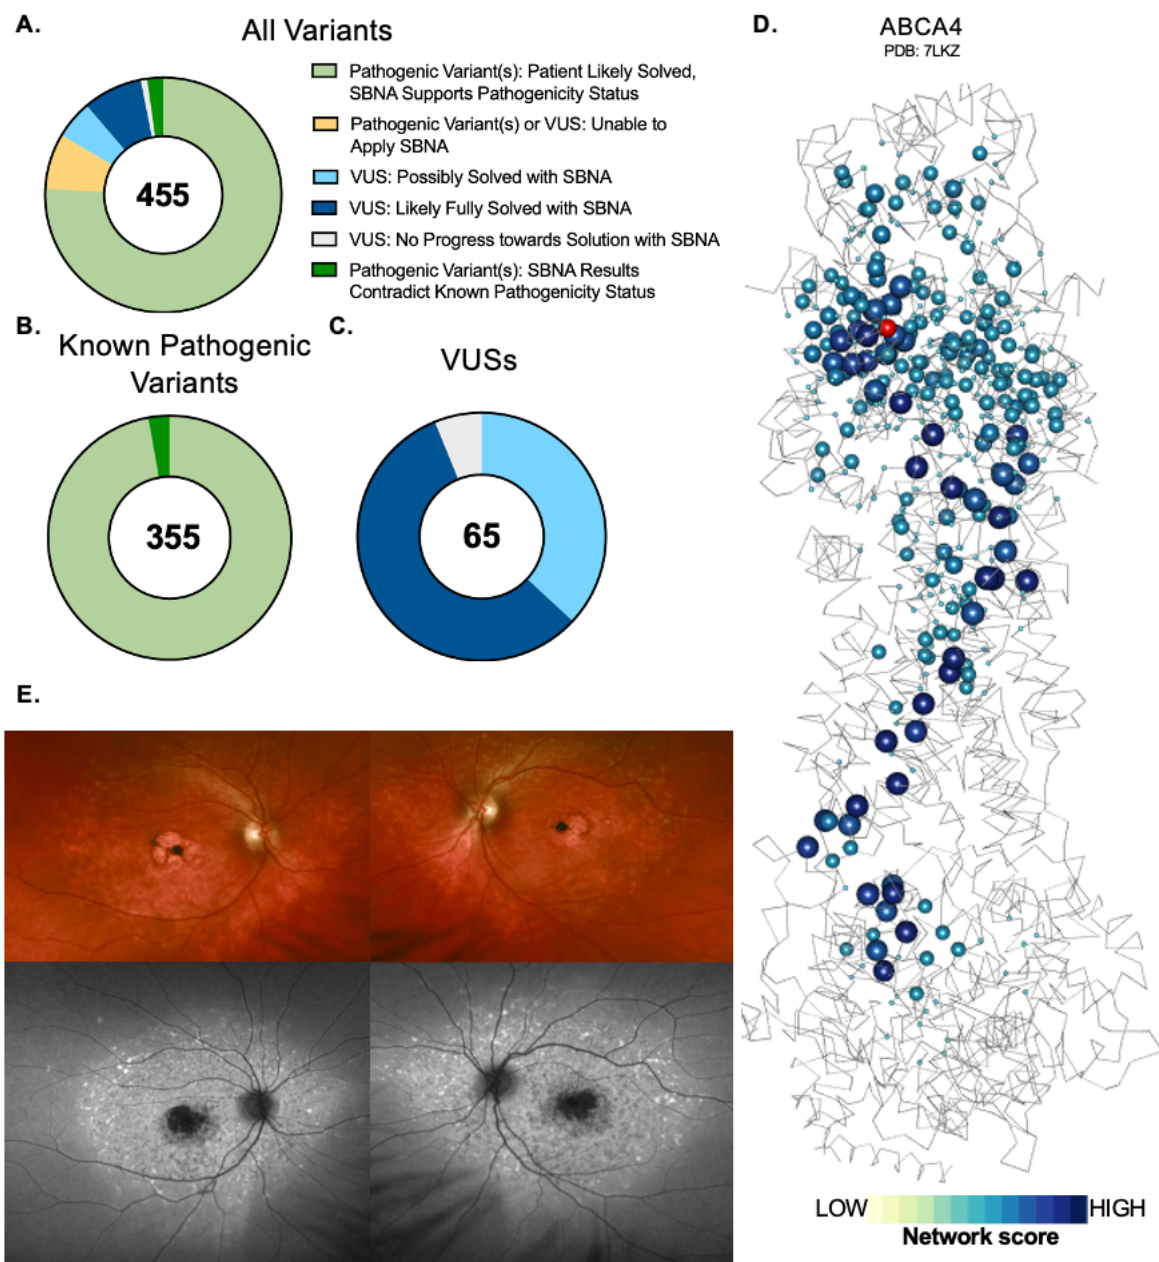 A.
All Variants
455
Pathogenic Variant(s): Patient Likely Solved,
SBNA Supports Pathogenicity Status
Pathogenic Variant(s) or VUS: Unable to
Apply SBNA
VUS: Possibly Solved with SBNA
VUS: Likely Fully Solved with SBNA
VUS: No Progress towards Solution with SBNA
Pathogenic Variant(s): SBNA Results
Contradict Known Pathogenicity Status
B.
Known Pathogenic
Variants
355
C.
VUSs
65
D.
ABCA4
PDB: 7LKZ
LOW
HIGH
Network score
E.